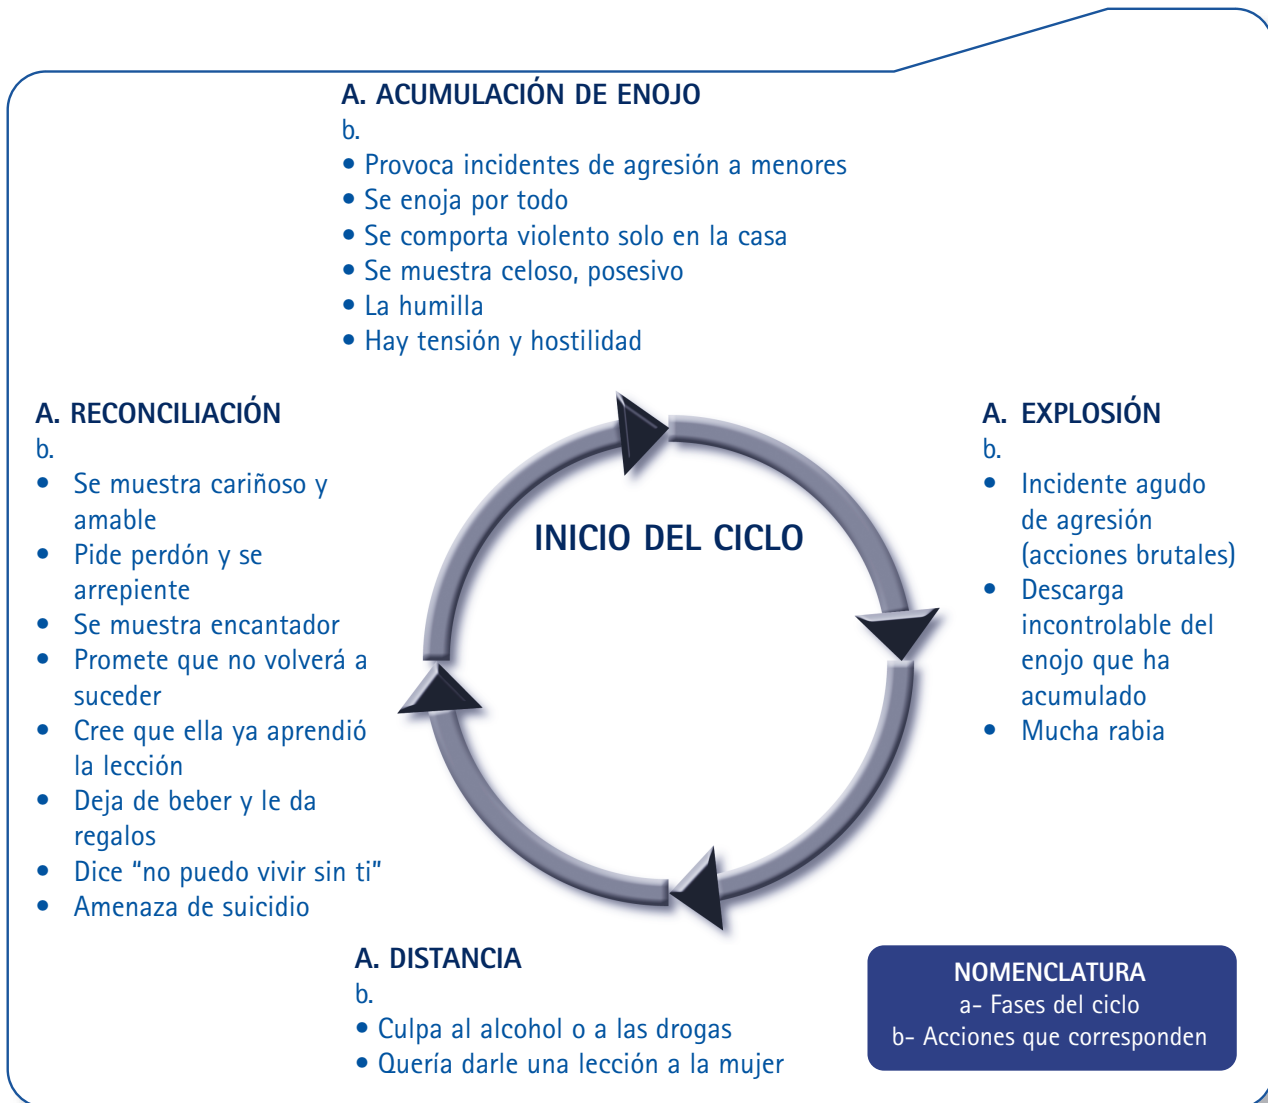 A. ACUMULACIÓN DE ENOJO
b.
• Provoca incidentes de agresión a menores
• Se enoja por todo
• Se comporta violento solo en la casa
• Se muestra celoso, posesivo
• La humilla
• Hay tensión y hostilidad
A. RECONCILIACIÓN
b.
• Se muestra cariñoso y
amable
• Pide perdón y se
arrepiente
• Se muestra encantador
• Promete que no volverá a
suceder
• Cree que ella ya aprendió
la lección
• Deja de beber y le da
regalos
• Dice “no puedo vivir sin ti”
• Amenaza de suicidio
INICIO DEL CICLO
A. EXPLOSIÓN
b.
• Incidente agudo
de agresión
(acciones brutales)
• Descarga
incontrolable del
enojo que ha
acumulado
• Mucha rabia
A. DISTANCIA
b.
• Culpa al alcohol o a las drogas
• Quería darle una lección a la mujer
NOMENCLATURA
a- Fases del ciclo
b- Acciones que corresponden